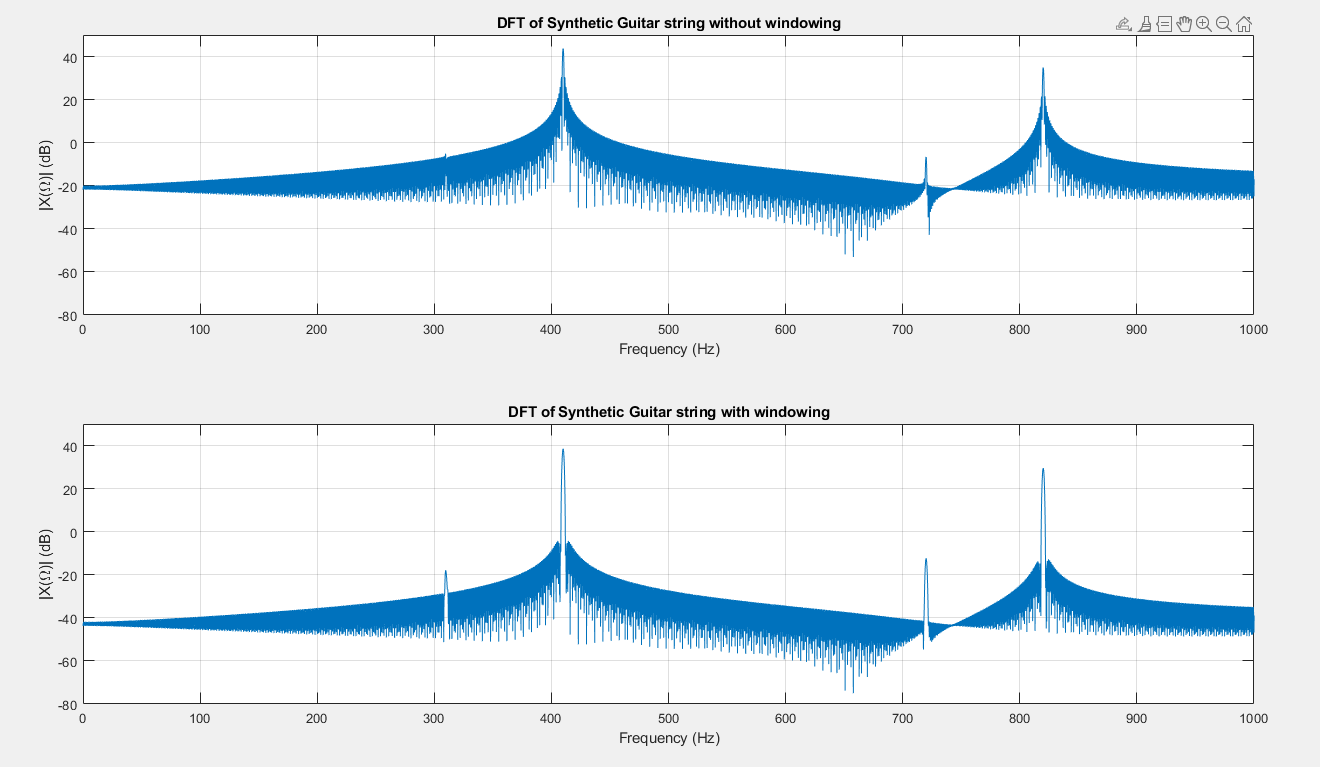 DFT of Synthetic Guitar string without windowing
40
20
0
-20
-40
-60
-80
|X(Ω)| (dB)
0 100 200 300 400 500 600 700 800 900 1000
Frequency (Hz)
DFT of Synthetic Guitar string with windowing
40
20
0
-20
-40
-60
-80
|X(Ω)| (dB)
0 100 200 300 400 500 600 700 800 900 1000
Frequency (Hz)